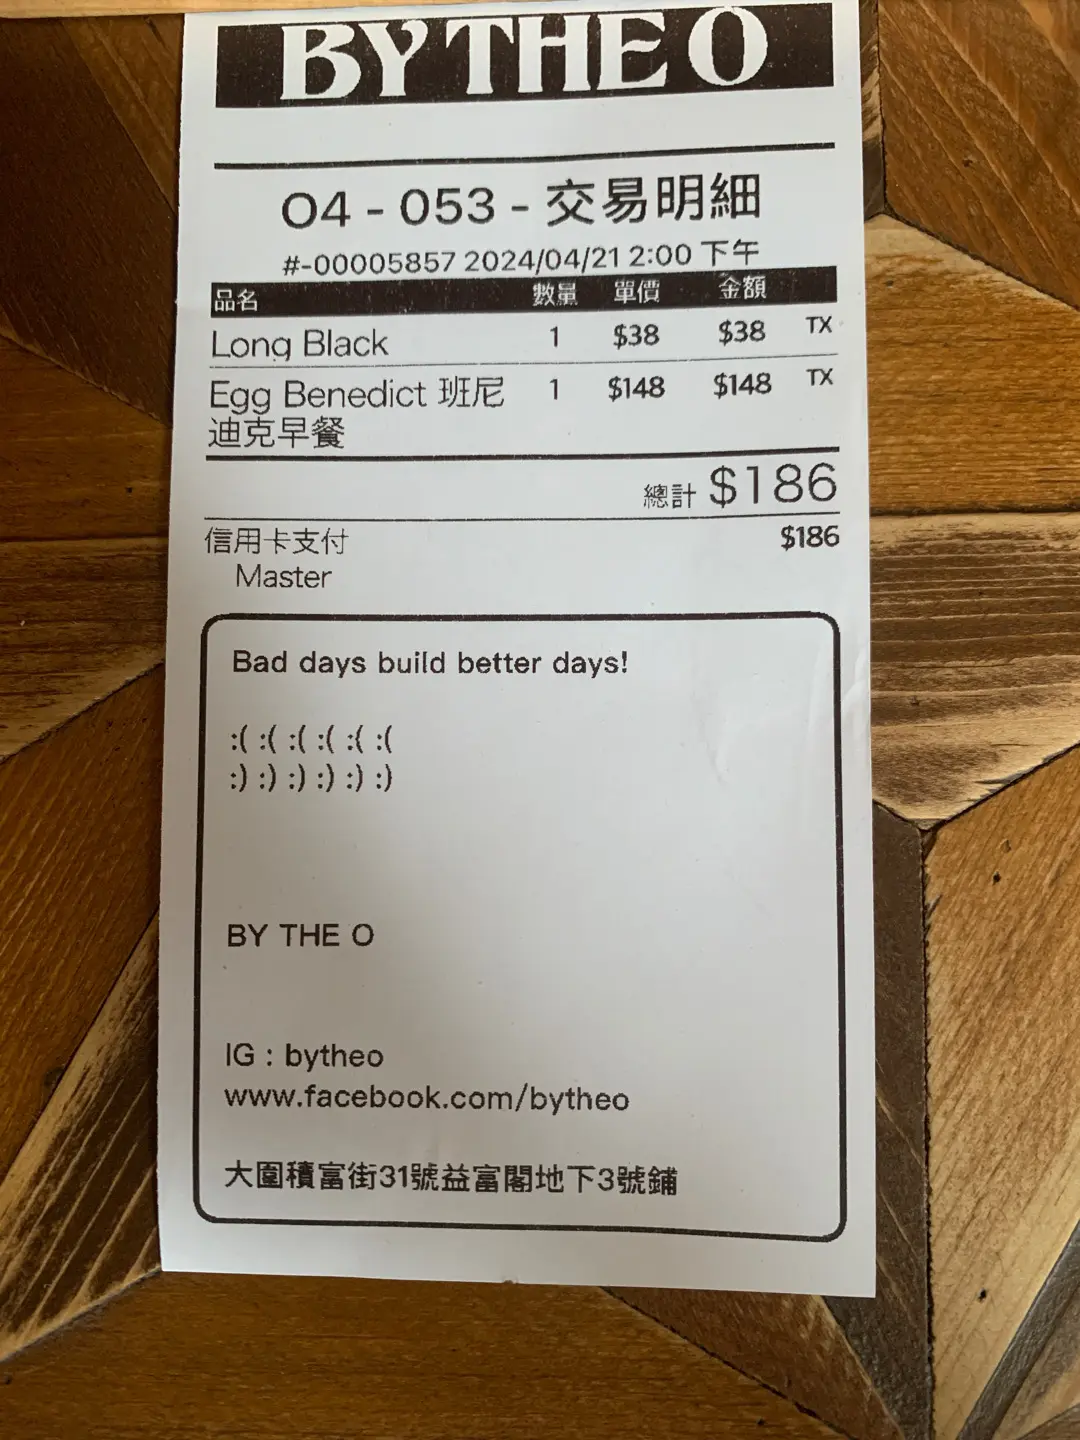 BY THE O
O4 - 053 - 交易明細
#-00005857 2024/04/21 2:00 下午
品名 數量 單價 金額
Long Black 1 $38 $38 TX
Egg Benedict 班尼 1 $148 $148 TX
迪克早餐
總計 $186
信用卡支付 $186
Master
Bad days build better days!
:( :( :( :( :( :(
:) :) :) :) :) :)
BY THE O
IG : bytheo
www.facebook.com/bytheo
大圍積富街31號益富閣地下3號鋪